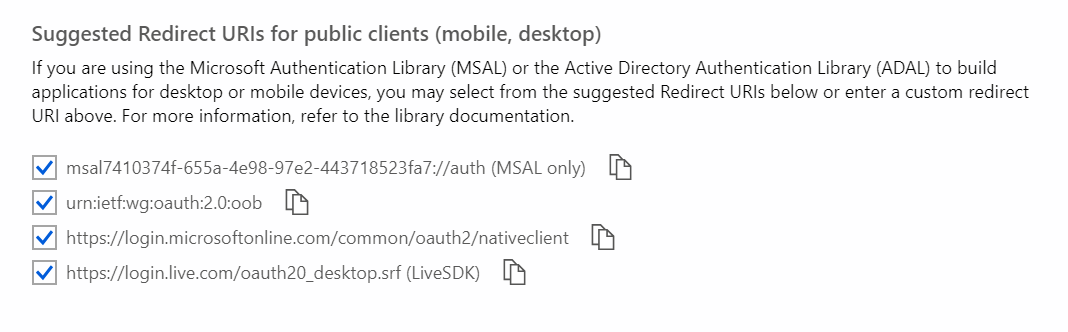 Suggested Redirect URIs for public clients (mobile, desktop)
If you are using the Microsoft Authentication Library (MSAL) or the Active Directory Authentication Library (ADAL) to build
applications for desktop or mobile devices, you may select from the suggested Redirect URIs below or enter a custom redirect
URI above. For more information, refer to the library documentation.
msal7410374f-655a-4e98-97e2-443718523fa7://auth (MSAL only)
urn:ietf:wg:oauth:2.0:oob
https://login.microsoftonline.com/common/oauth2/nativeclient
https://login.live.com/oauth20_desktop.srf (LiveSDK)